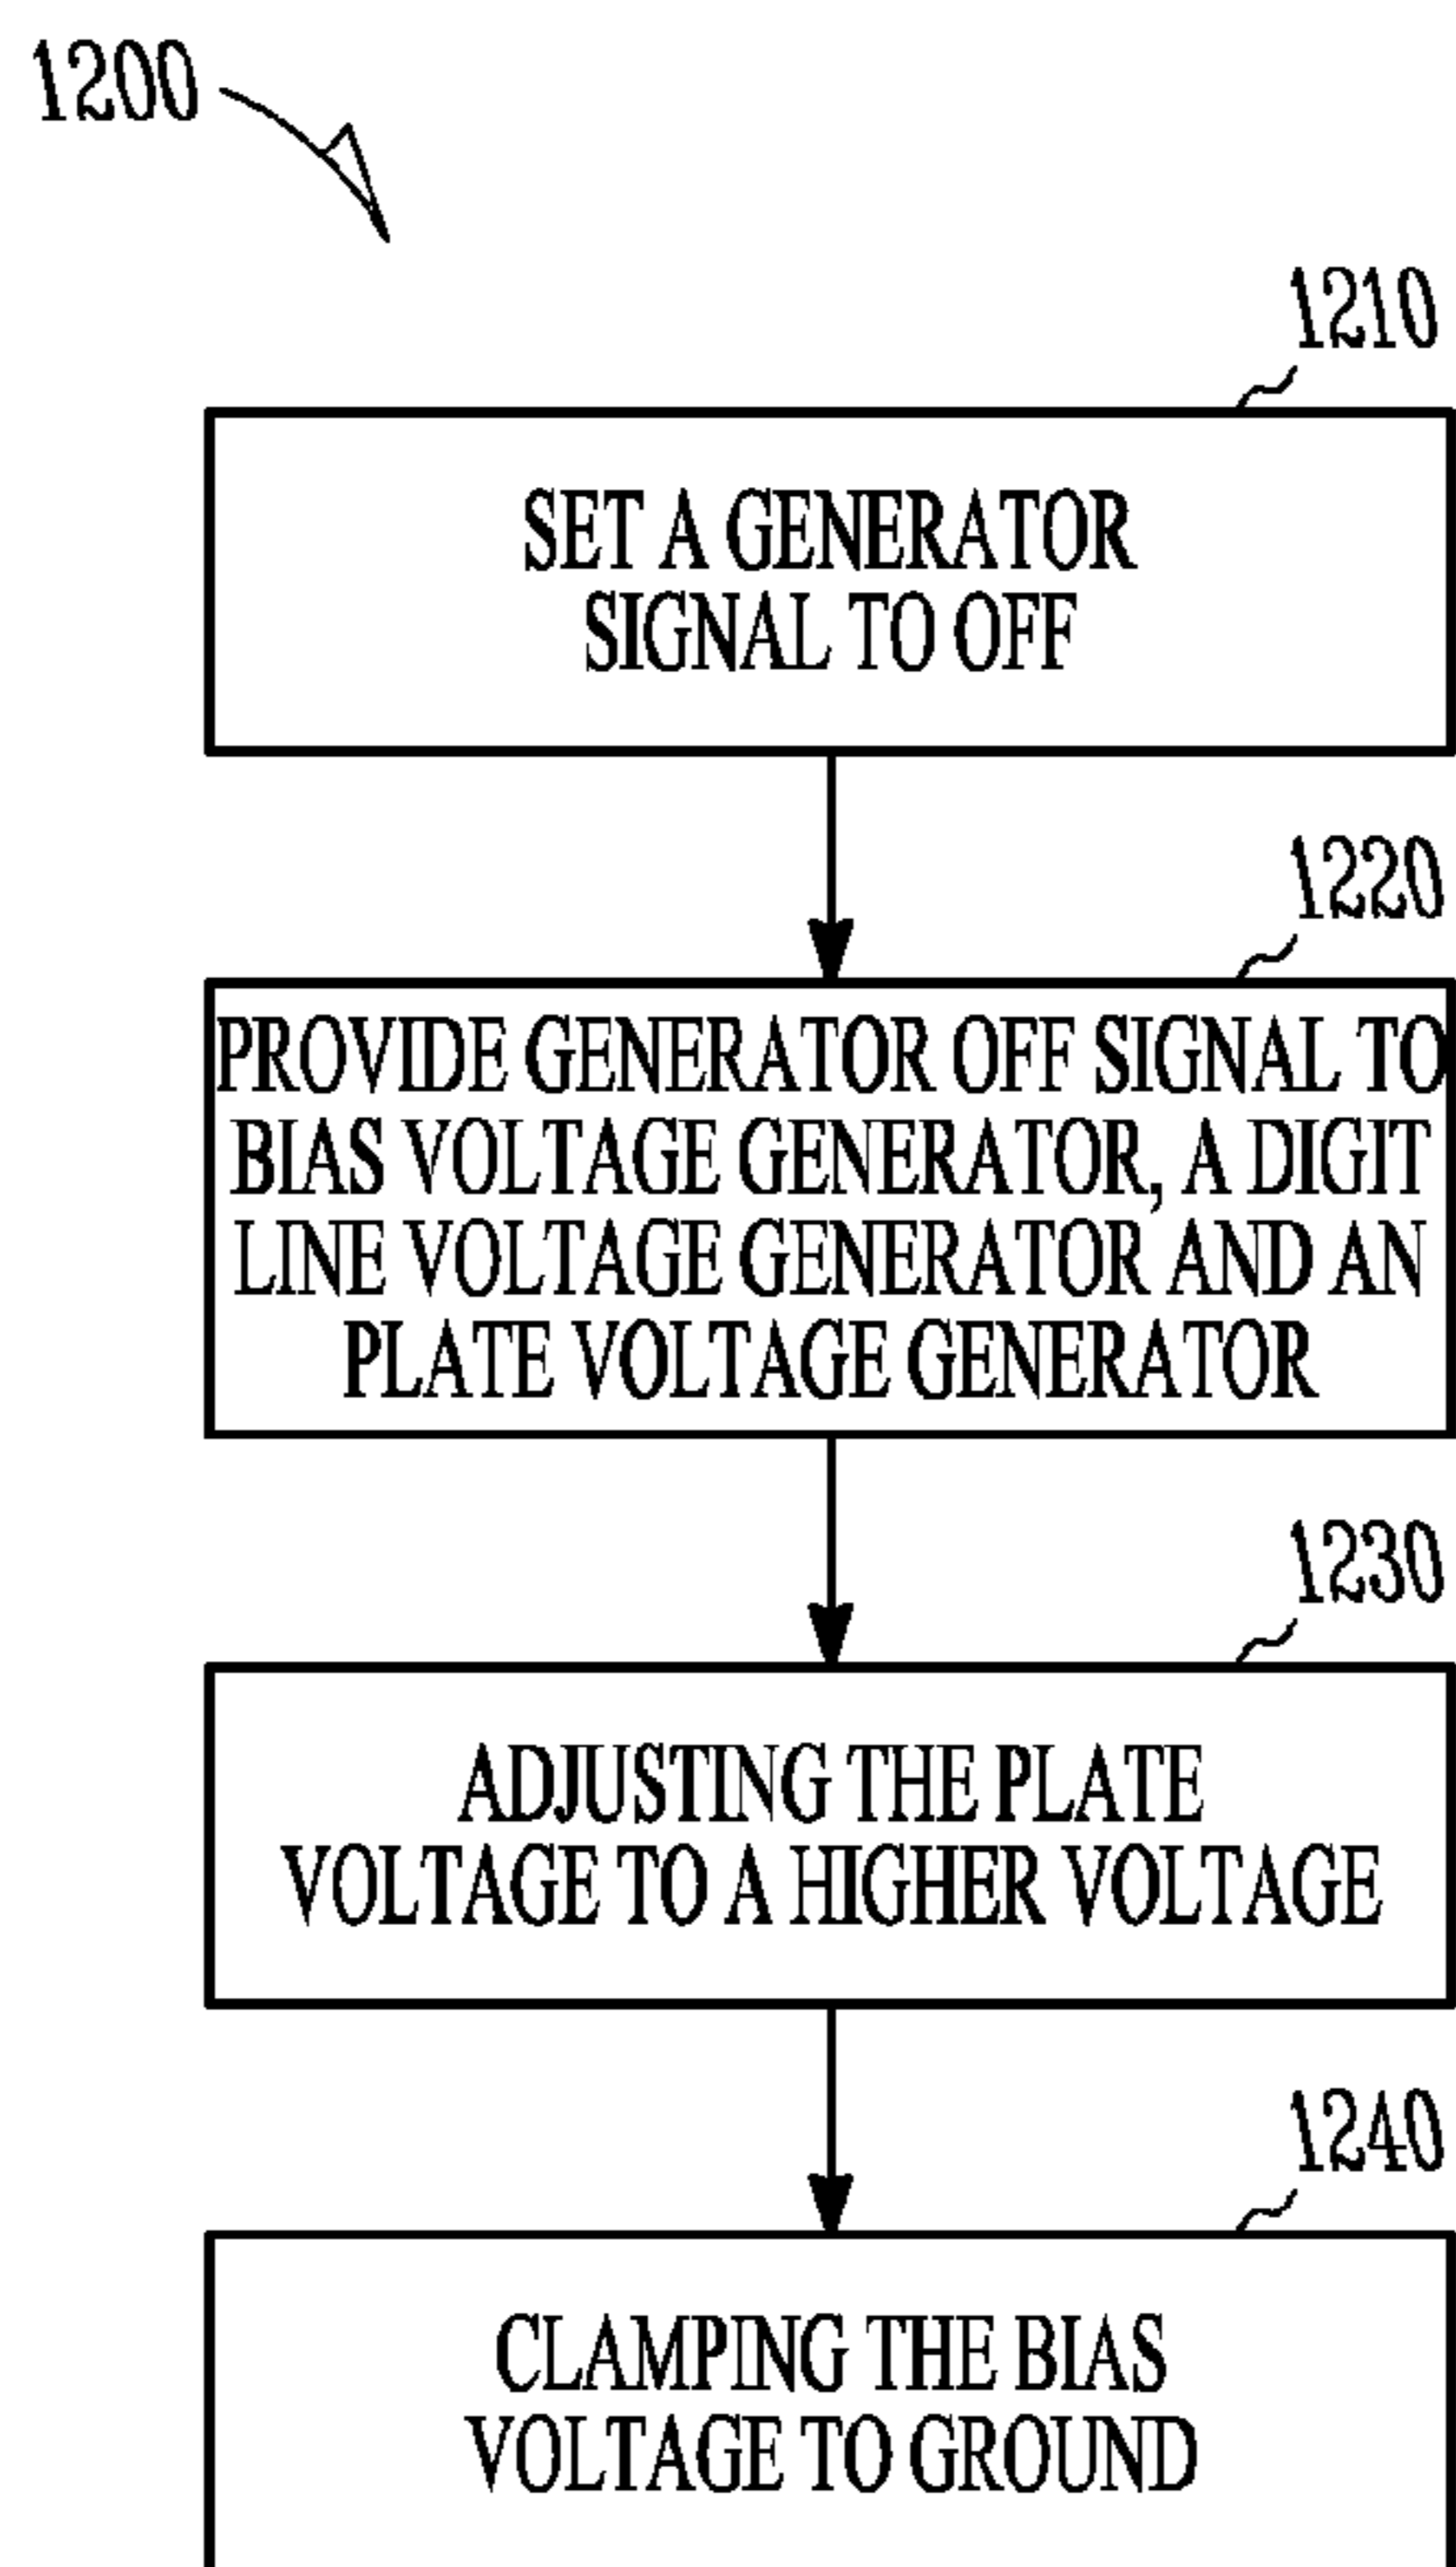 1200
1210
SET A GENERATOR
SIGNAL TO OFF
1220
PROVIDE GENERATOR OFF SIGNAL TO
BIAS VOLTAGE GENERATOR, A DIGIT
LINE VOLTAGE GENERATOR AND AN
PLATE VOLTAGE GENERATOR
1230
ADJUSTING THE PLATE
VOLTAGE TO A HIGHER VOLTAGE
1240
CLAMPING THE BIAS
VOLTAGE TO GROUND